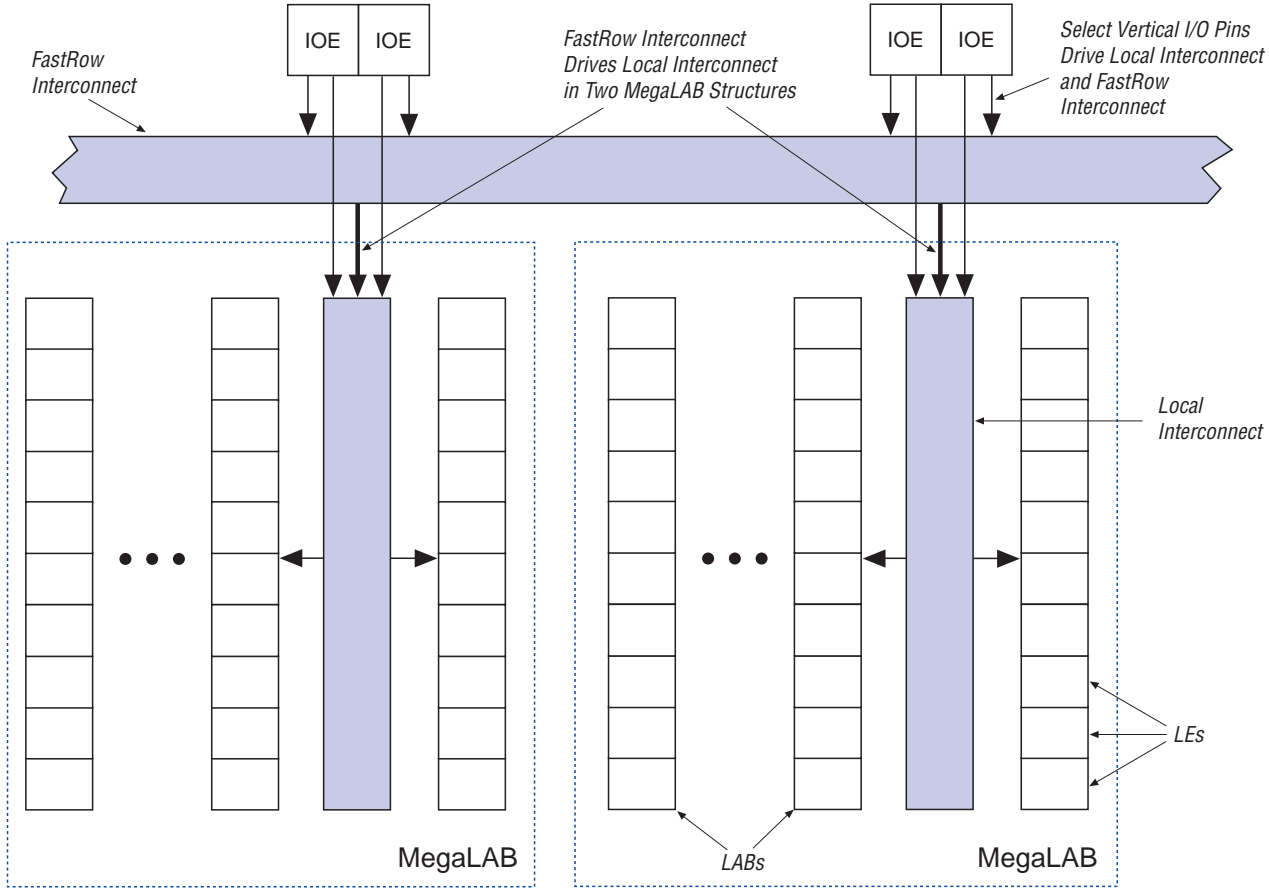 IOE IOE
IOE IOE
FastRow
Interconnect
FastRow Interconnect
Drives Local Interconnect
in Two MegaLAB Structures
Select Vertical I/O Pins
Drive Local Interconnect
and FastRow
Interconnect
Local
Interconnect
LEs
LABs
MegaLAB
MegaLAB